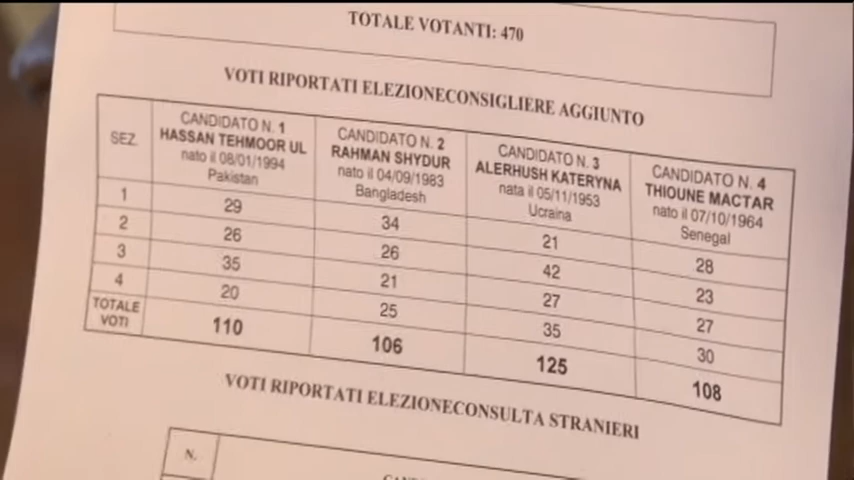 TOTALE VOTANTI: 470
VOTI RIPORTATI ELEZIONECONSIGLIERE AGGIUNTO
SEZ. CANDIDATO N. 1 HASSAN TEHMOOR UL nato il 08/01/1994 Pakistan CANDIDATO N. 2 RAHMAN SHYDUR nato il 04/09/1983 Bangladesh CANDIDATO N. 3 ALERHUSH KATERYNA nata il 05/11/1953 Ucraina CANDIDATO N. 4 THIOUNE MACTAR nato il 07/10/1964 Senegal
1 29 34 21 28
2 26 26 42 23
3 35 21 27 27
4 20 25 35 30
TOTALE VOTI 110 106 125 108
VOTI RIPORTATI ELEZIONECONSULTA STRANIERI
N.